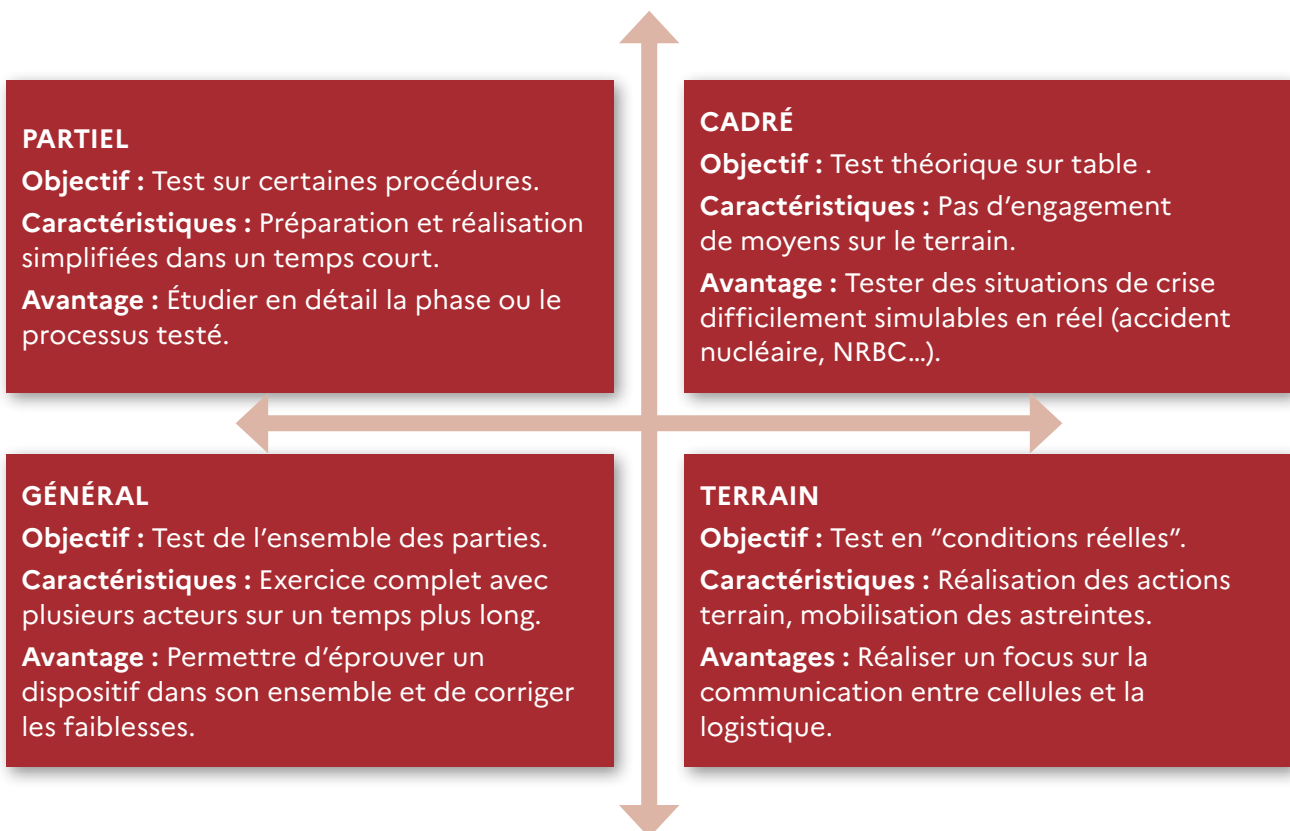 PARTIEL
Objectif : Test sur certaines procédures.
Caractéristiques : Préparation et réalisation
simplifiées dans un temps court.
Avantage : Étudier en détail la phase ou le
processus testé.
CADRÉ
Objectif : Test théorique sur table .
Caractéristiques : Pas d’engagement
de moyens sur le terrain.
Avantage : Tester des situations de crise
difficilement simulables en réel (accident
nucléaire, NRBC…).
GÉNÉRAL
Objectif : Test de l’ensemble des parties.
Caractéristiques : Exercice complet avec
plusieurs acteurs sur un temps plus long.
Avantage : Permettre d’éprouver un
dispositif dans son ensemble et de corriger
les faiblesses.
TERRAIN
Objectif : Test en “conditions réelles”.
Caractéristiques : Réalisation des actions
terrain, mobilisation des astreintes.
Avantages : Réaliser un focus sur la
communication entre cellules et la
logistique.